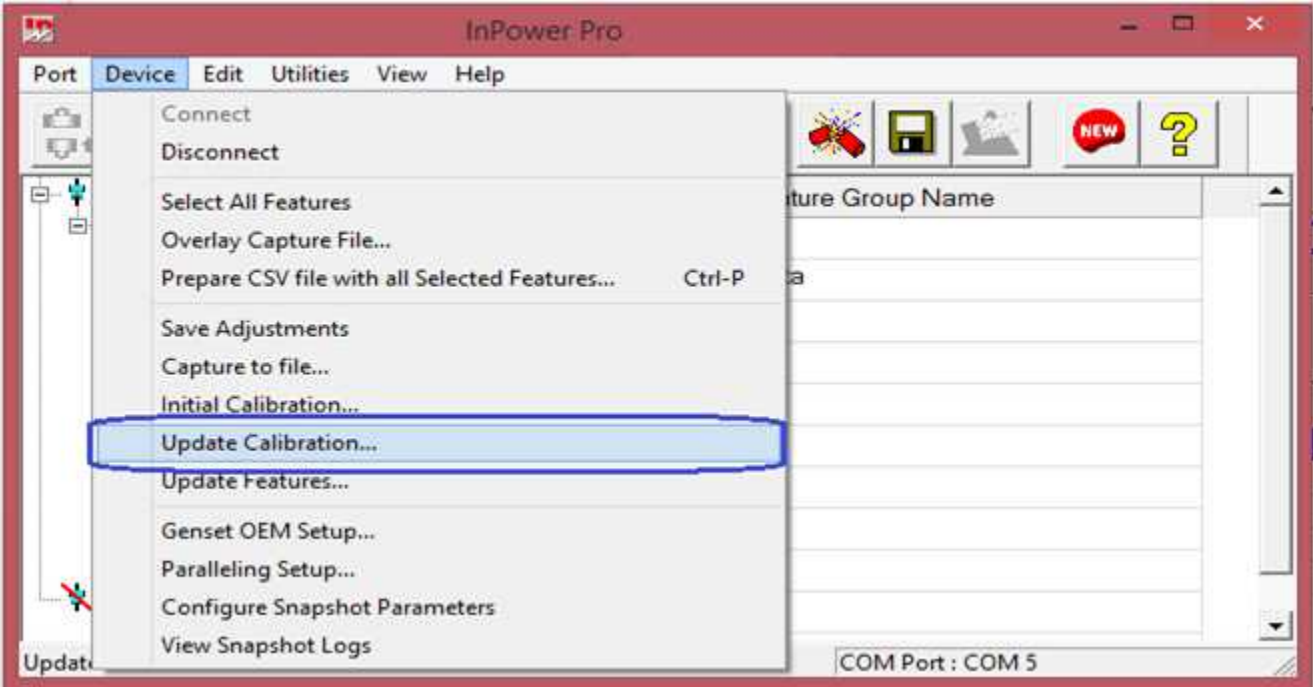 InPower Pro
Port Device Edit Utilities View Help
Connect
Disconnect
NEW ?
Select All Features
ture Group Name
Overlay Capture File...
Prepare CSV file with all Selected Features... Ctrl-P
Save Adjustments
Capture to file...
Initial Calibration...
Update Calibration...
Update Features...
Genset OEM Setup...
Paralleling Setup...
Configure Snapshot Parameters
View Snapshot Logs
Update COM Port : COM 5